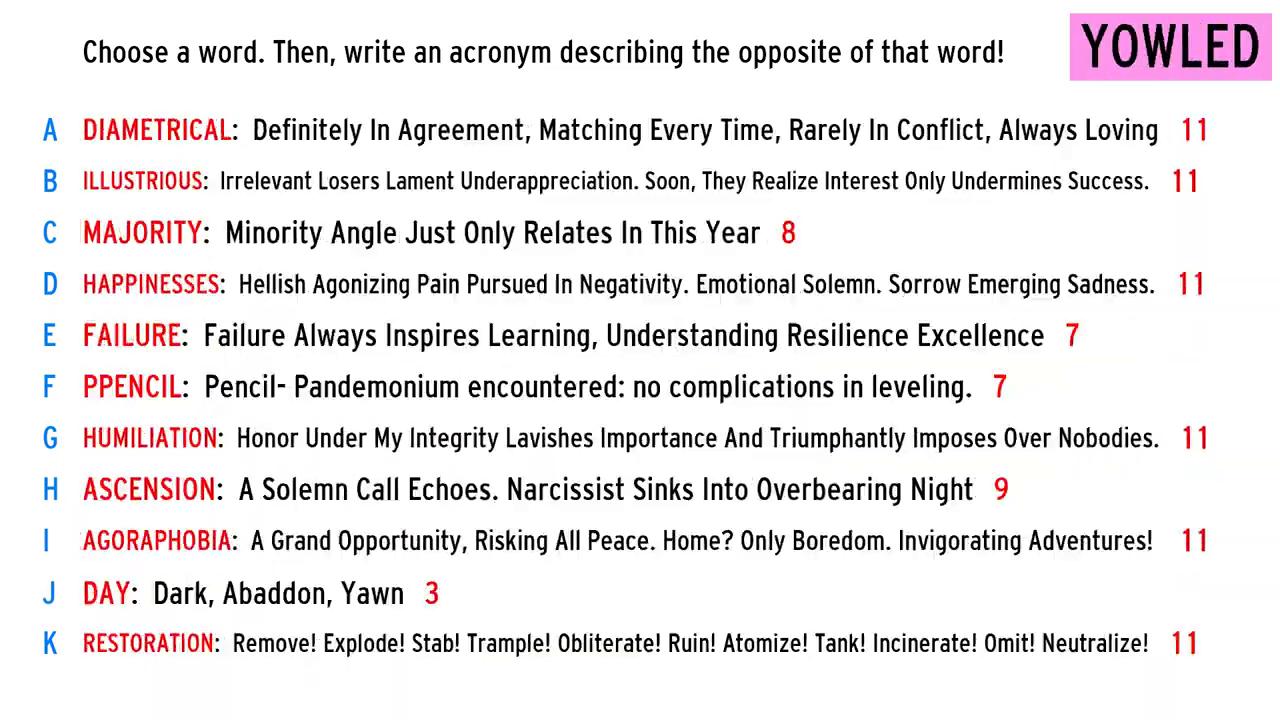 Choose a word. Then, write an acronym describing the opposite of that word!
YOWLED
A DIAMETRICAL: Definitely In Agreement, Matching Every Time, Rarely In Conflict, Always Loving 11
B ILLUSTRIOUS: Irrelevant Losers Lament Underappreciation. Soon, They Realize Interest Only Undermines Success. 11
C MAJORITY: Minority Angle Just Only Relates In This Year 8
D HAPPINESSES: Hellish Agonizing Pain Pursued In Negativity. Emotional Solemn. Sorrow Emerging Sadness. 11
E FAILURE: Failure Always Inspires Learning, Understanding Resilience Excellence 7
F PPENCIL: Pencil- Pandemonium encountered: no complications in leveling. 7
G HUMILIATION: Honor Under My Integrity Lavishes Importance And Triumphantly Imposes Over Nobodies. 11
H ASCENSION: A Solemn Call Echoes. Narcissist Sinks Into Overbearing Night 9
I AGORAPHOBIA: A Grand Opportunity, Risking All Peace. Home? Only Boredom. Invigorating Adventures! 11
J DAY: Dark, Abaddon, Yawn 3
K RESTORATION: Remove! Explode! Stab! Trample! Obliterate! Ruin! Atomize! Tank! Incinerate! Omit! Neutralize! 11